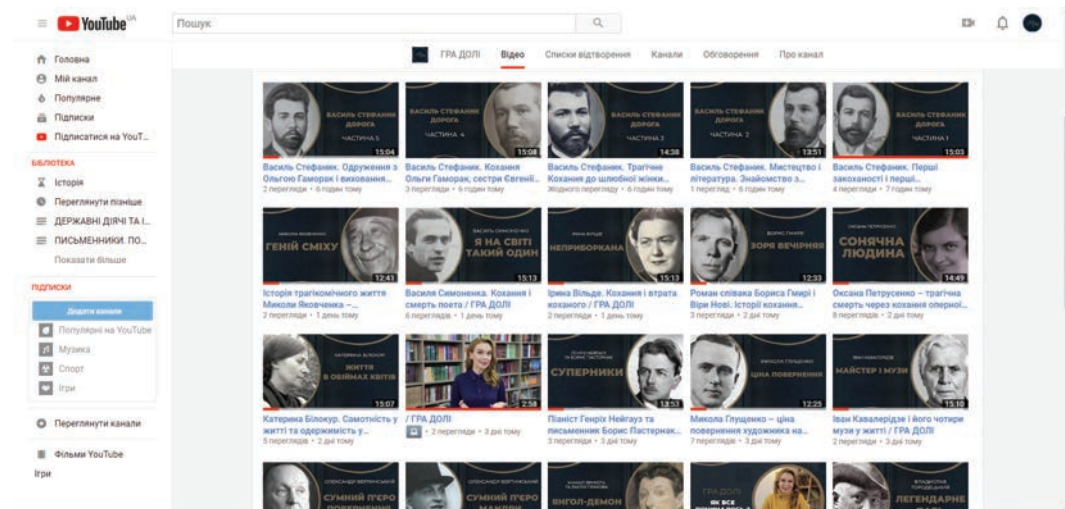 YouTube UA
Пошук
Головна
Мій канал
Популярне
Підписки
Підписатися на YouT...
БІБЛІОТЕКА
Історія
Переглянути пізніше
ДЕРЖАВНІ ДІЯЧІ ТА І...
ПИСЬМЕННИКИ. ПО...
Показати більше
ПІДПИСКИ
Додати канали
Популярні на YouTube
Музика
Спорт
Ігри
Переглянути канали
Фільми YouTube
Ігри
ГРА ДОЛІ Відео Списки відтворення Канали Обговорення Про канал
ВАСИЛЬ СТЕФАНИК
ДОРОГА
ЧАСТИНА 5
15:04
Василь Стефаник. Одруження з
Ольгою Гаморак і виховання...
2 перегляди • 6 годин тому
ВАСИЛЬ СТЕФАНИК
ДОРОГА
ЧАСТИНА 4
15:08
Василь Стефаник. Кохання
Ольги Гаморак, сестри Євгенії...
3 перегляди • 6 годин тому
ВАСИЛЬ СТЕФАНИК
ДОРОГА
ЧАСТИНА 3
14:38
Василь Стефаник. Трагічне
Кохання до шлюбної жінки...
Жодного перегляду • 6 годин тому
ВАСИЛЬ СТЕФАНИК
ДОРОГА
ЧАСТИНА 2
13:51
Василь Стефаник. Мистецтво і
література. Знайомство з...
1 перегляд • 6 годин тому
ВАСИЛЬ СТЕФАНИК
ДОРОГА
ЧАСТИНА 1
15:03
Василь Стефаник. Перші
закоханості і перші...
4 перегляди • 7 годин тому
МИКОЛА ЯКОВЧЕНКО
ГЕНІЙ СМІХУ
12:41
Історія трагікомічного життя
Миколи Яковченка –...
2 перегляди • 1 день тому
ВАСИЛЬ СИМОНЕНКО
Я НА СВІТІ
ТАКИЙ ОДИН
15:13
Василя Симоненка. Кохання і
смерть поета / ГРА ДОЛІ
6 переглядів • 1 день тому
ІРИНА ВІЛЬДЕ
НЕПРИБОРКАНА
15:13
Ірина Вільде. Кохання і втрата
коханого / ГРА ДОЛІ
2 перегляди • 1 день тому
БОРИС ГМИРЯ
ЗОРЯ ВЕЧІРНЯЯ
12:33
Роман співака Бориса Гмирі і
Віри Нові. Історії кохання...
3 перегляди • 2 дні тому
ОКСАНА ПЕТРУСЕНКО
СОНЯЧНА
ЛЮДИНА
14:49
Оксана Петрусенко – трагічна
смерть через кохання оперної...
8 переглядів • 2 дні тому
КАТЕРИНА БІЛОКУР
ЖИТТЯ
В ОБІЙМАХ КВІТІВ
15:07
Катерина Білокур. Самотність у
житті та одержимість у...
5 переглядів • 2 дні тому
2:58
/ ГРА ДОЛІ
• 2 перегляди • 3 дні тому
СУПЕРНИКИ
13:53
Піаніст Генріх Нейгауз та
письменник Борис Пастернак...
3 перегляди • 3 дні тому
МИКОЛА ГЛУЩЕНКО
ЦІНА ПОВЕРНЕННЯ
12:25
Микола Глущенко – ціна
повернення художника на...
7 переглядів • 3 дні тому
ІВАН КАВАЛЕРІДЗЕ
МАЙСТЕР І МУЗИ
15:10
Іван Кавалерідзе і його чотири
музи у житті / ГРА ДОЛІ
2 перегляди • 3 дні тому
ОЛЕКСАНДР ВЕРТИНСЬКИЙ
СУМНИЙ П'ЄРО
ПОВЕРНЕННЯ
ОЛЕКСАНДР ВЕРТИНСЬКИЙ
СУМНИЙ П'ЄРО
ЯНГОЛ-ДЕМОН
ГРА ДОЛІ
ЯК ВСЕ
ВЛАДИСЛАВ
ГОРОДЕЦЬКИЙ
ЛЕГЕНДАРНЕ